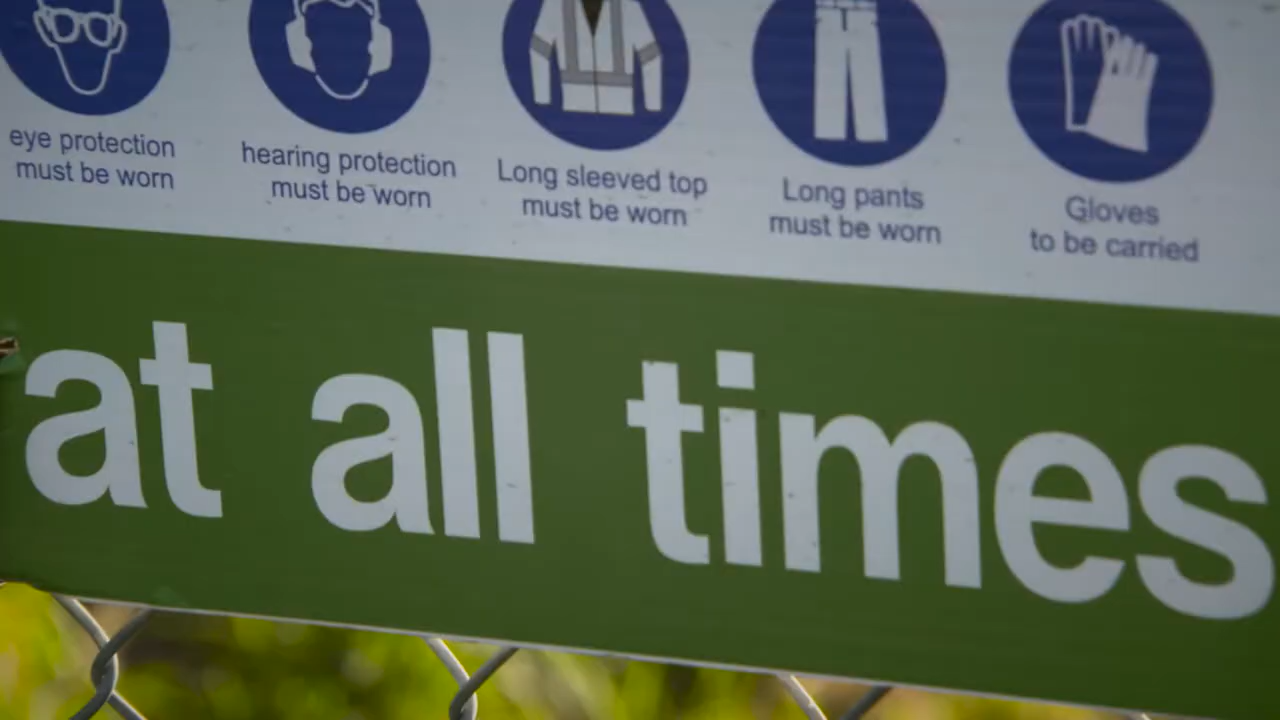 eye protection
must be worn
hearing protection
must be worn
Long sleeved top
must be worn
Long pants
must be worn
Gloves
to be carried
at all times